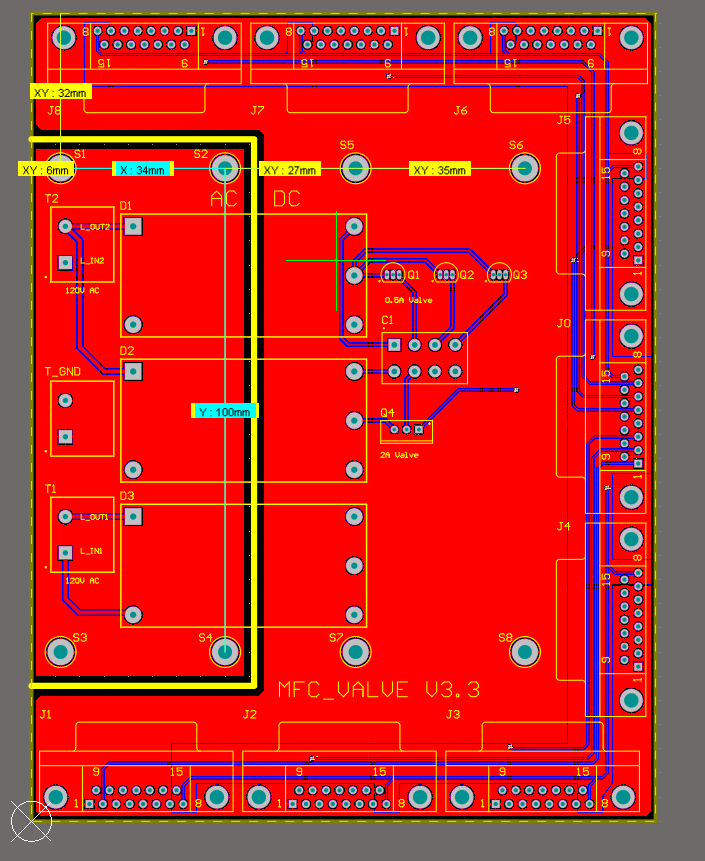 8 1 8 1 8 1
15 9 15 9 15 9
XY : 32mm
J8 J7 J6
J5
8
S1 S2 S5 S6
XY : 6mm X : 34mm XY : 27mm XY : 35mm
15
AC DC
T2 D1
L_OUT2
9
L_IN2
1
Q1 Q2 Q3
120V AC
0.5A Valve
C1
J0
8
D2
T_GND
15
Y : 100mm
Q4
2A Valve
9
1
T1 D3
L_OUT1
J4
L_IN1
8
120V AC
15
S3 S4 S7 S8
9
1
MFC_VALVE V3.3
J1 J2 J3
9 15 9 15 9 15
1 8 1 8 1 8